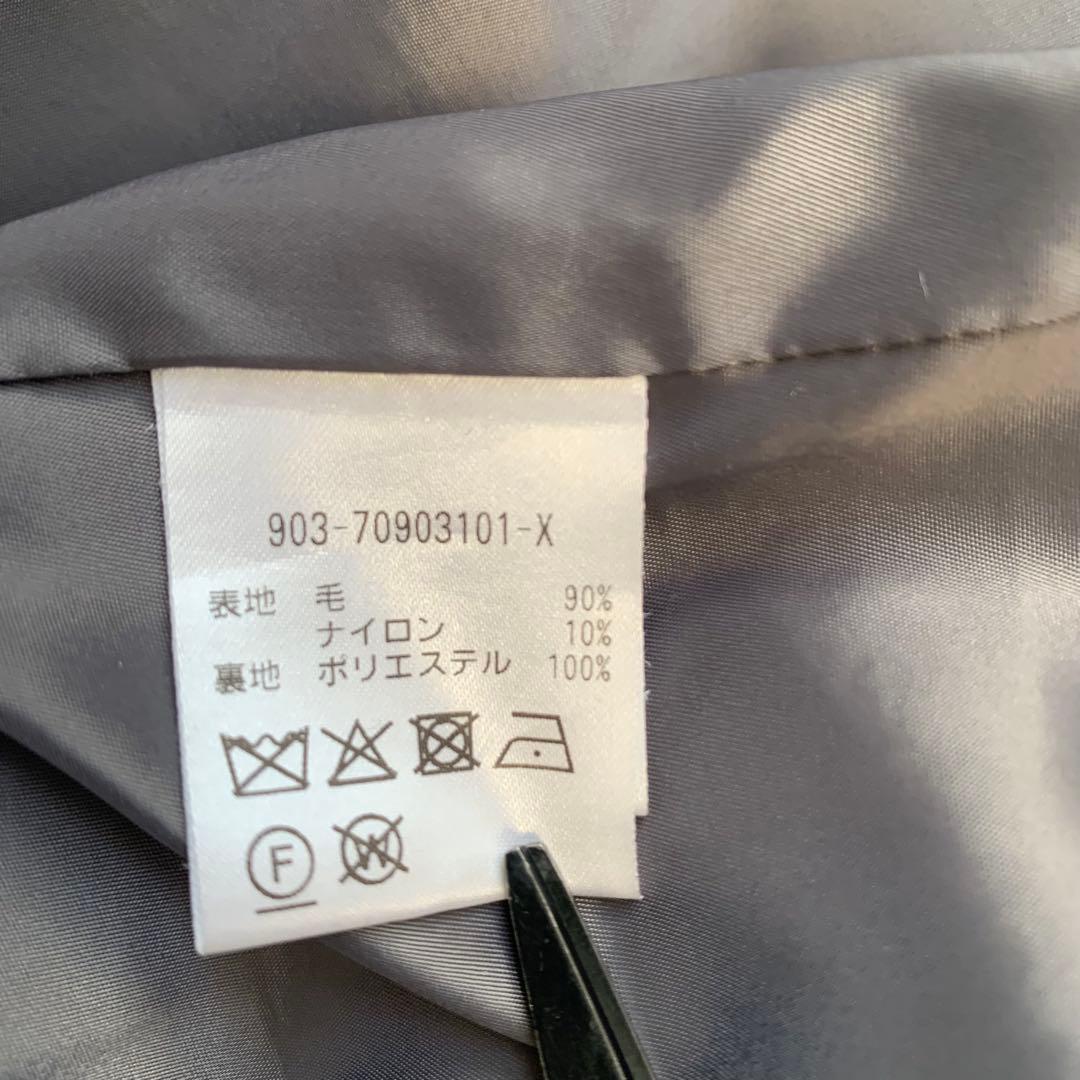 903-70903101-X
表地 毛 90%
ナイロン 10%
裏地 ポリエステル 100%
F W